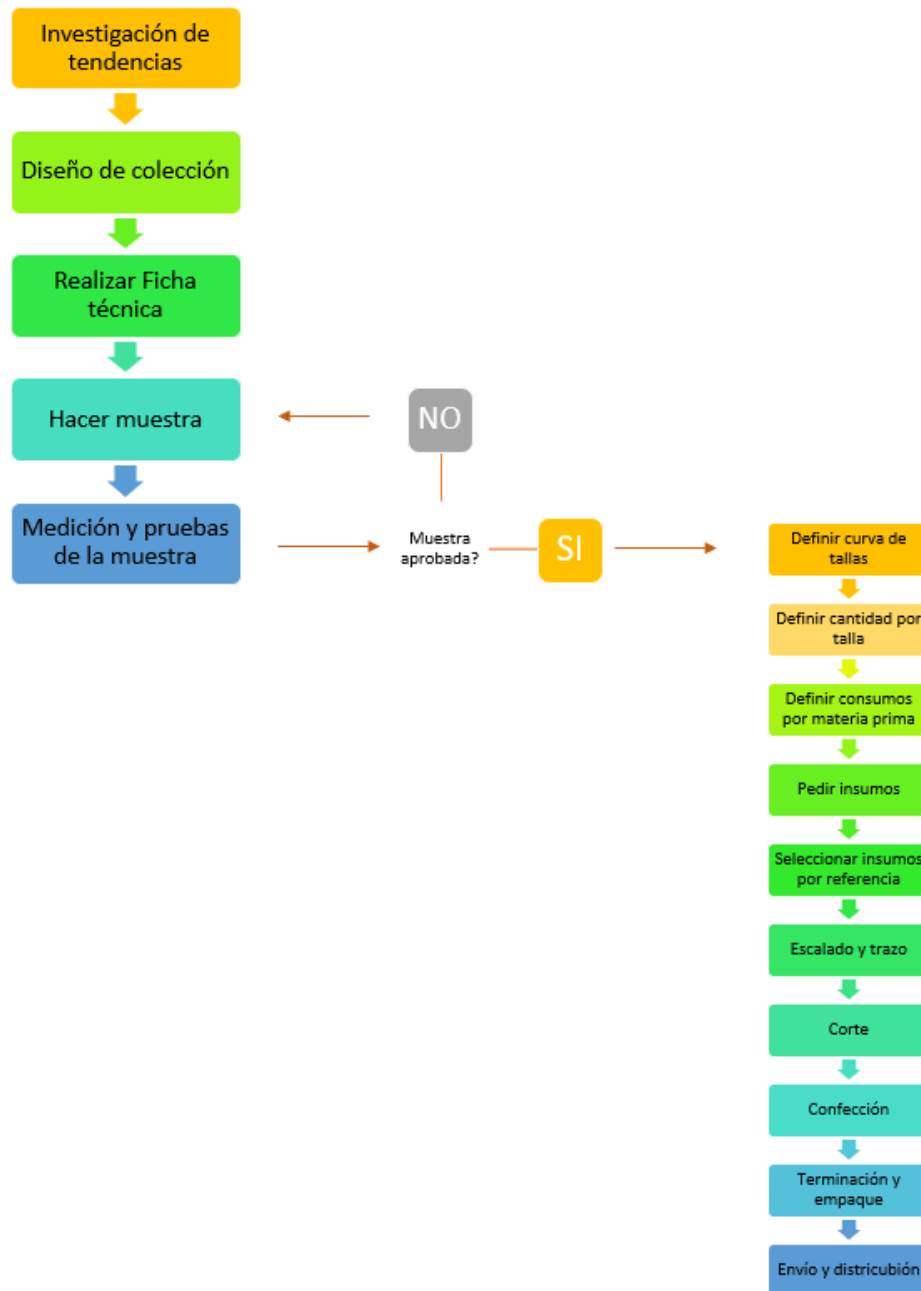 Investigación de
tendencias
Diseño de colección
Realizar Ficha
técnica
Hacer muestra
NO
Medición y pruebas
de la muestra
Muestra
aprobada?
SI
Definir curva de
tallas
Definir cantidad por
talla
Definir consumos
por materia prima
Pedir insumos
Seleccionar insumos
por referencia
Escalado y trazo
Corte
Confección
Terminación y
empaque
Envío y districubión